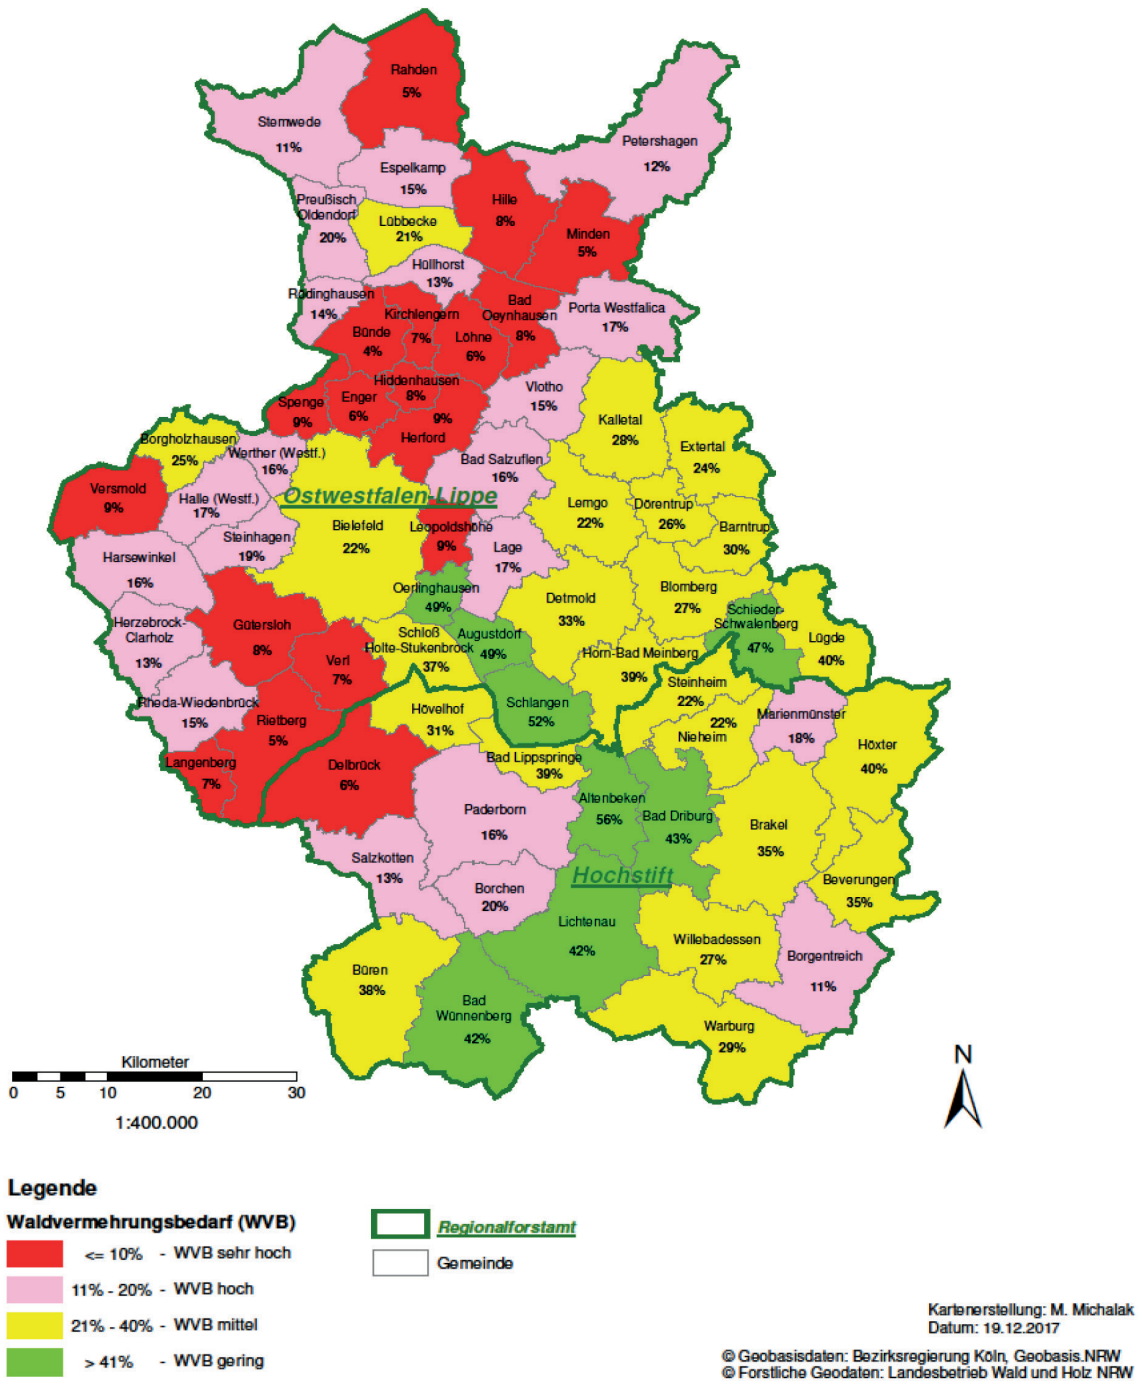 Rahden
5%
Stemwede
11%
Petershagen
12%
Espelkamp
15%
Preußisch
Oldendorf
20%
Hille
8%
Lübbecke
21%
Minden
5%
Hüllhorst
13%
Rödinghausen
14%
Kirchlengern
7%
Bad
Oeynhausen
8%
Porta Westfalica
17%
Bünde
4%
Löhne
6%
Hiddenhausen
8%
Vlotho
15%
Spenge
9%
Enger
6%
9%
Herford
Kalletal
28%
Extertal
24%
Borgholzhausen
25%
Werther (Westf.)
16%
Bad Salzuflen
16%
Versmold
9%
Halle (Westf.)
17%
Ostwestfalen-Lippe
Lemgo
22%
Dörentrup
26%
Barntrup
30%
Steinhagen
19%
Bielefeld
22%
Leopoldshöhe
9%
Lage
17%
Harsewinkel
16%
Oerlinghausen
49%
Detmold
33%
Blomberg
27%
Schieder-
Schwalenberg
47%
Lügde
40%
Herzebrock-
Clarholz
13%
Gütersloh
8%
Schloß
Holte-Stukenbrock
37%
Augustdorf
49%
Verl
7%
Horn-Bad Meinberg
39%
Steinheim
22%
Rheda-Wiedenbrück
15%
Rietberg
5%
Hövelhof
31%
Schlangen
52%
22%
Nieheim
Marienmünster
18%
Höxter
40%
Langenberg
7%
Delbrück
6%
Bad Lippspringe
39%
Altenbeken
56%
Bad Driburg
43%
Brakel
35%
Paderborn
16%
Salzkotten
13%
Hochstift
Borchen
20%
Beverungen
35%
Lichtenau
42%
Willebadessen
27%
Borgentreich
11%
Büren
38%
Bad
Wünnenberg
42%
Warburg
29%
Kilometer
0 5 10 20 30
1:400.000
N
Legende
Waldvermehrungsbedarf (WVB)
<= 10% - WVB sehr hoch
11% - 20% - WVB hoch
21% - 40% - WVB mittel
> 41% - WVB gering
Regionalforstamt
Gemeinde
Kartenerstellung: M. Michalak
Datum: 19.12.2017
© Geobasisdaten: Bezirksregierung Köln, Geobasis.NRW
© Forstliche Geodaten: Landesbetrieb Wald und Holz NRW